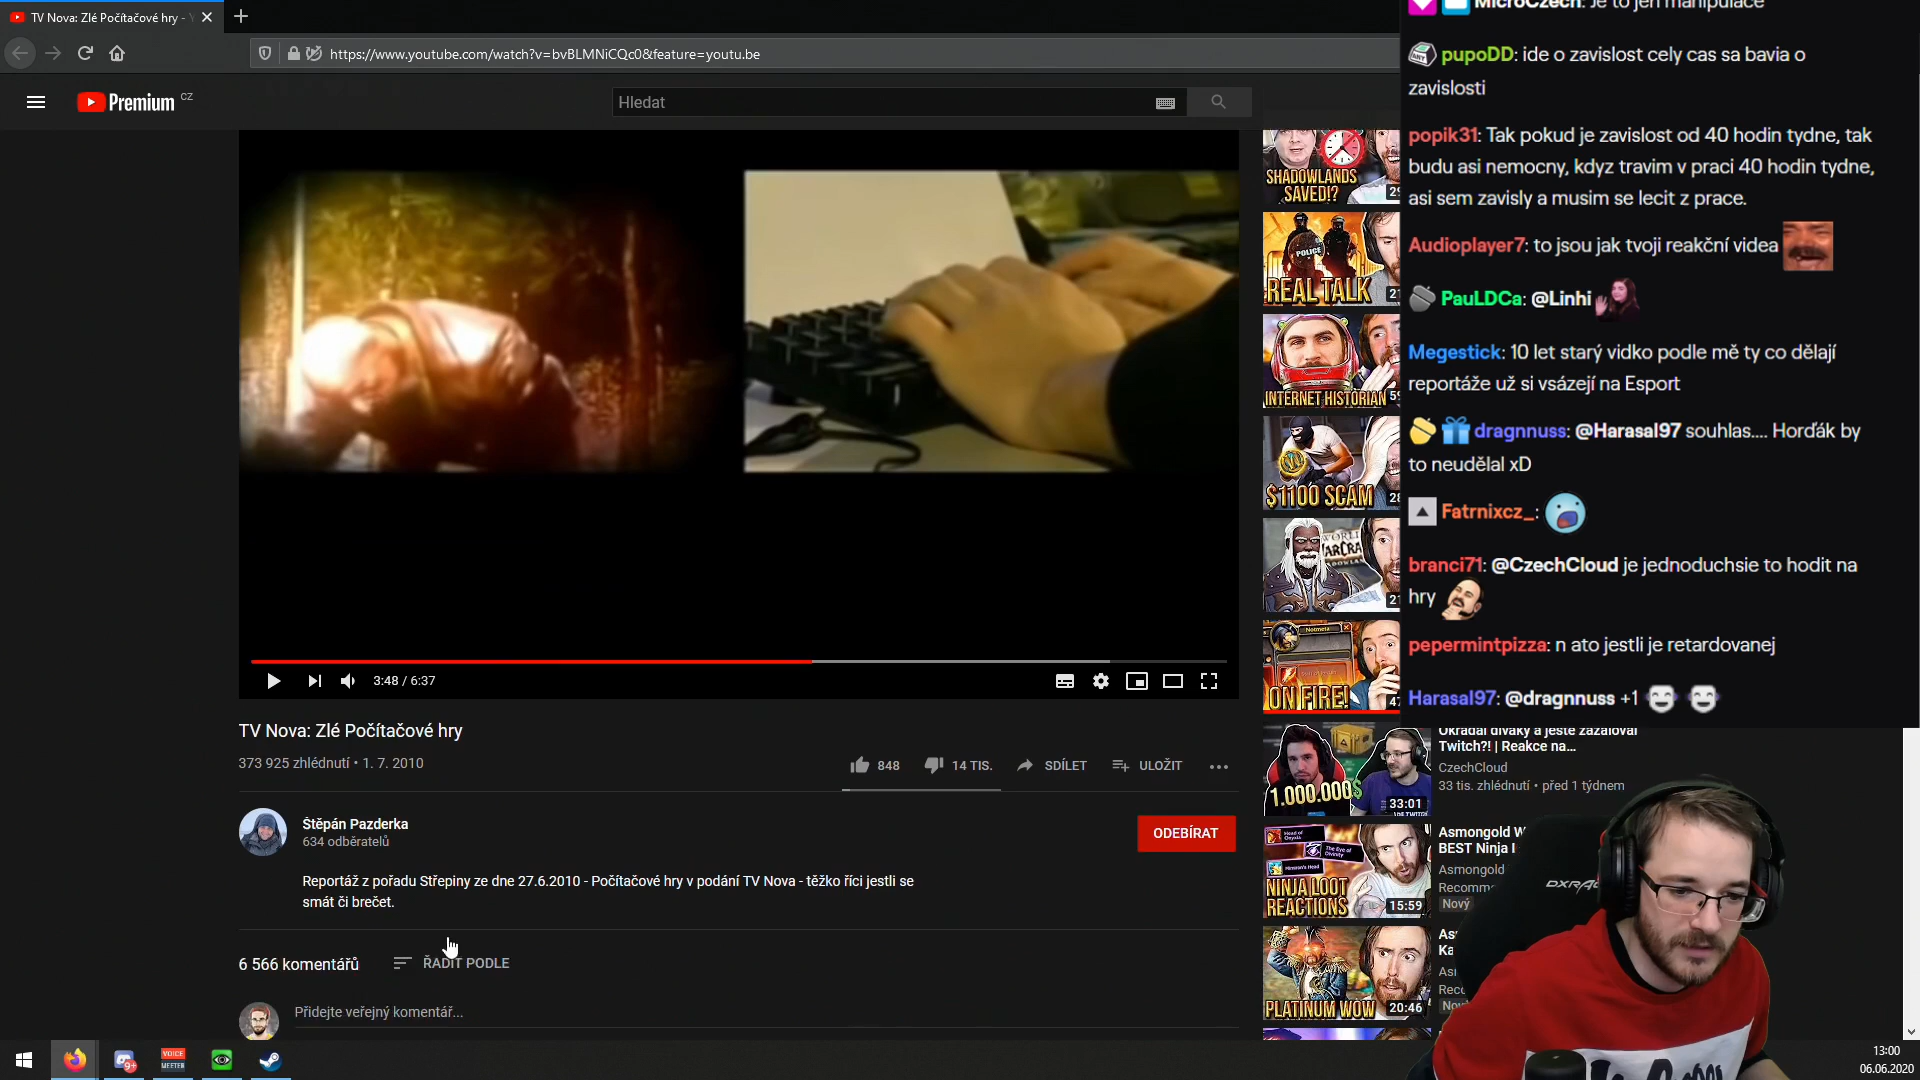 TV Nova: Zlé Počítačové hry -
https://www.youtube.com/watch?v=bvBLMNiCQc0&feature=youtu.be
Premium CZ
Hledat
3:48 / 6:37
TV Nova: Zlé Počítačové hry
373 925 zhlédnutí • 1. 7. 2010
848
14 TIS.
SDÍLET
ULOŽIT
Štěpán Pazderka
634 odběratelů
ODEBÍRAT
Reportáž z pořadu Střepiny ze dne 27.6.2010 - Počítačové hry v podání TV Nova - těžko říci jestli se
smát či brečet.
6 566 komentářů
ŘADIT PODLE
Přidejte veřejný komentář...
SHADOWLANDS
SAVED!?
POLICE
REAL TALK
INTERNET HISTORIAN
$1100 SCAM
ON FIRE!
1.000.000$
33:01
Okrádal diváky a ještě zažaloval
Twitch?! | Reakce na...
CzechCloud
33 tis. zhlédnutí • před 1 týdnem
NINJA LOOT
REACTIONS
15:59
Asmongold W
BEST Ninja
Asmongold
Recomm
Nový
PLATINUM WOW
20:46
MicroCzech: Je to jen manipulace
pupoDD: ide o zavislost cely cas sa bavia o
zavislosti
popik31: Tak pokud je zavislost od 40 hodin tydne, tak
budu asi nemocny, kdyz travim v praci 40 hodin tydne,
asi sem zavisly a musim se lecit z prace.
Audioplayer7: to jsou jak tvoji reakční videa
PauLDCa: @Linhi
Megestick: 10 let starý vidko podle mě ty co dělají
reportáže už si vsázejí na Esport
dragnnuss: @Harasal97 souhlas.... Horďák by
to neudělal xD
Fatrnixcz_:
branci71: @CzechCloud je jednoduchsie to hodit na
hry
pepermintpizza: n ato jestli je retardovanej
Harasal97: @dragnnuss +1
VOICE
MEETER
13:00
06.06.2020